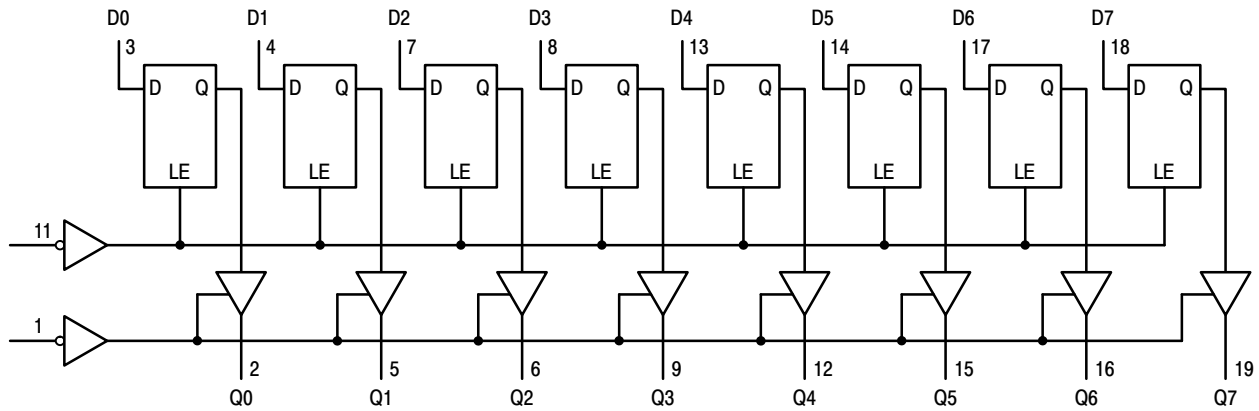 D0 D1 D2 D3 D4 D5 D6 D7
3 4 7 8 13 14 17 18
D Q D Q D Q D Q D Q D Q D Q D Q
LE LE LE LE LE LE LE LE
11
1
2 5 6 9 12 15 16 19
Q0 Q1 Q2 Q3 Q4 Q5 Q6 Q7